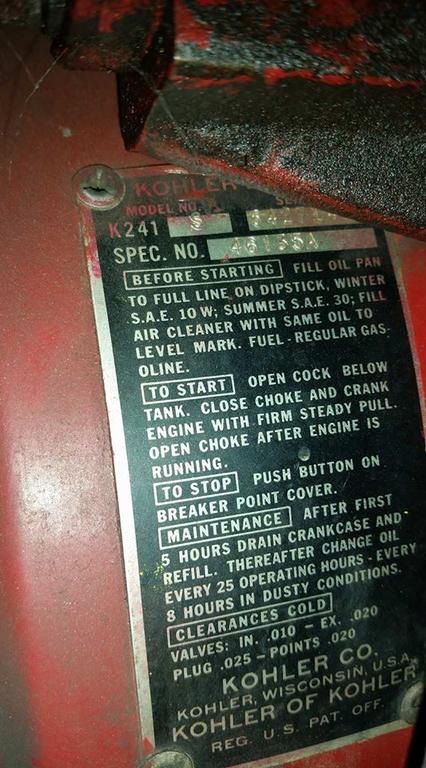 KOHLER
MODEL NO.
K241 S
SPEC. NO. 46135A
BEFORE STARTING FILL OIL PAN
TO FULL LINE ON DIPSTICK, WINTER
S.A.E. 10 W; SUMMER S.A.E. 30; FILL
AIR CLEANER WITH SAME OIL TO
LEVEL MARK. FUEL - REGULAR GAS-
OLINE.
TO START OPEN COCK BELOW
TANK. CLOSE CHOKE AND CRANK
ENGINE WITH FIRM STEADY PULL.
OPEN CHOKE AFTER ENGINE IS
RUNNING.
TO STOP PUSH BUTTON ON
BREAKER POINT COVER.
MAINTENANCE AFTER FIRST
5 HOURS DRAIN CRANKCASE AND
REFILL. THEREAFTER CHANGE OIL
EVERY 25 OPERATING HOURS - EVERY
8 HOURS IN DUSTY CONDITIONS.
CLEARANCES COLD
VALVES: IN. .010 - EX. .020
PLUG .025 - POINTS .020
KOHLER CO.
KOHLER, WISCONSIN, U.S.A.
KOHLER OF KOHLER
REG. U.S. PAT. OFF.